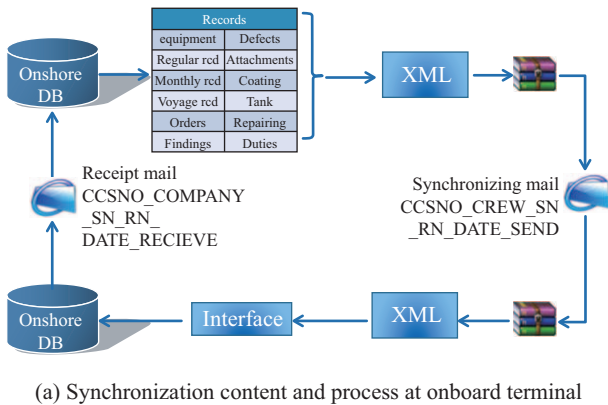 Records
equipment Defects
Regular rcd Attachments
Monthly rcd Coating
Voyage rcd Tank
Orders Repairing
Findings Duties
Onshore
DB
XML
Receipt mail
CCSNO_COMPANY
_SN_RN_
DATE_RECIEVE
Synchronizing mail
CCSNO_CREW_SN
_RN_DATE_SEND
Onshore
DB
Interface
XML
(a) Synchronization content and process at onboard terminal